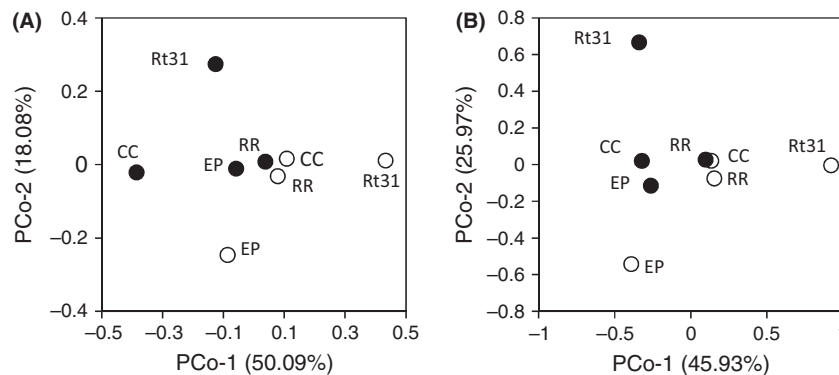 (A)
0.4
0.2
0
–0.2
–0.4
PCo-2 (18.08%)
Rt31
CC
EP
RR
CC
RR
Rt31
EP
–0.5
–0.3
–0.1
0.1
0.3
0.5
PCo-1 (50.09%)
(B)
0.8
0.6
0.4
0.2
0
–0.2
–0.4
–0.6
–0.8
PCo-2 (25.97%)
Rt31
CC
EP
RR
CC
RR
Rt31
EP
–1
–0.5
0
0.5
PCo-1 (45.93%)